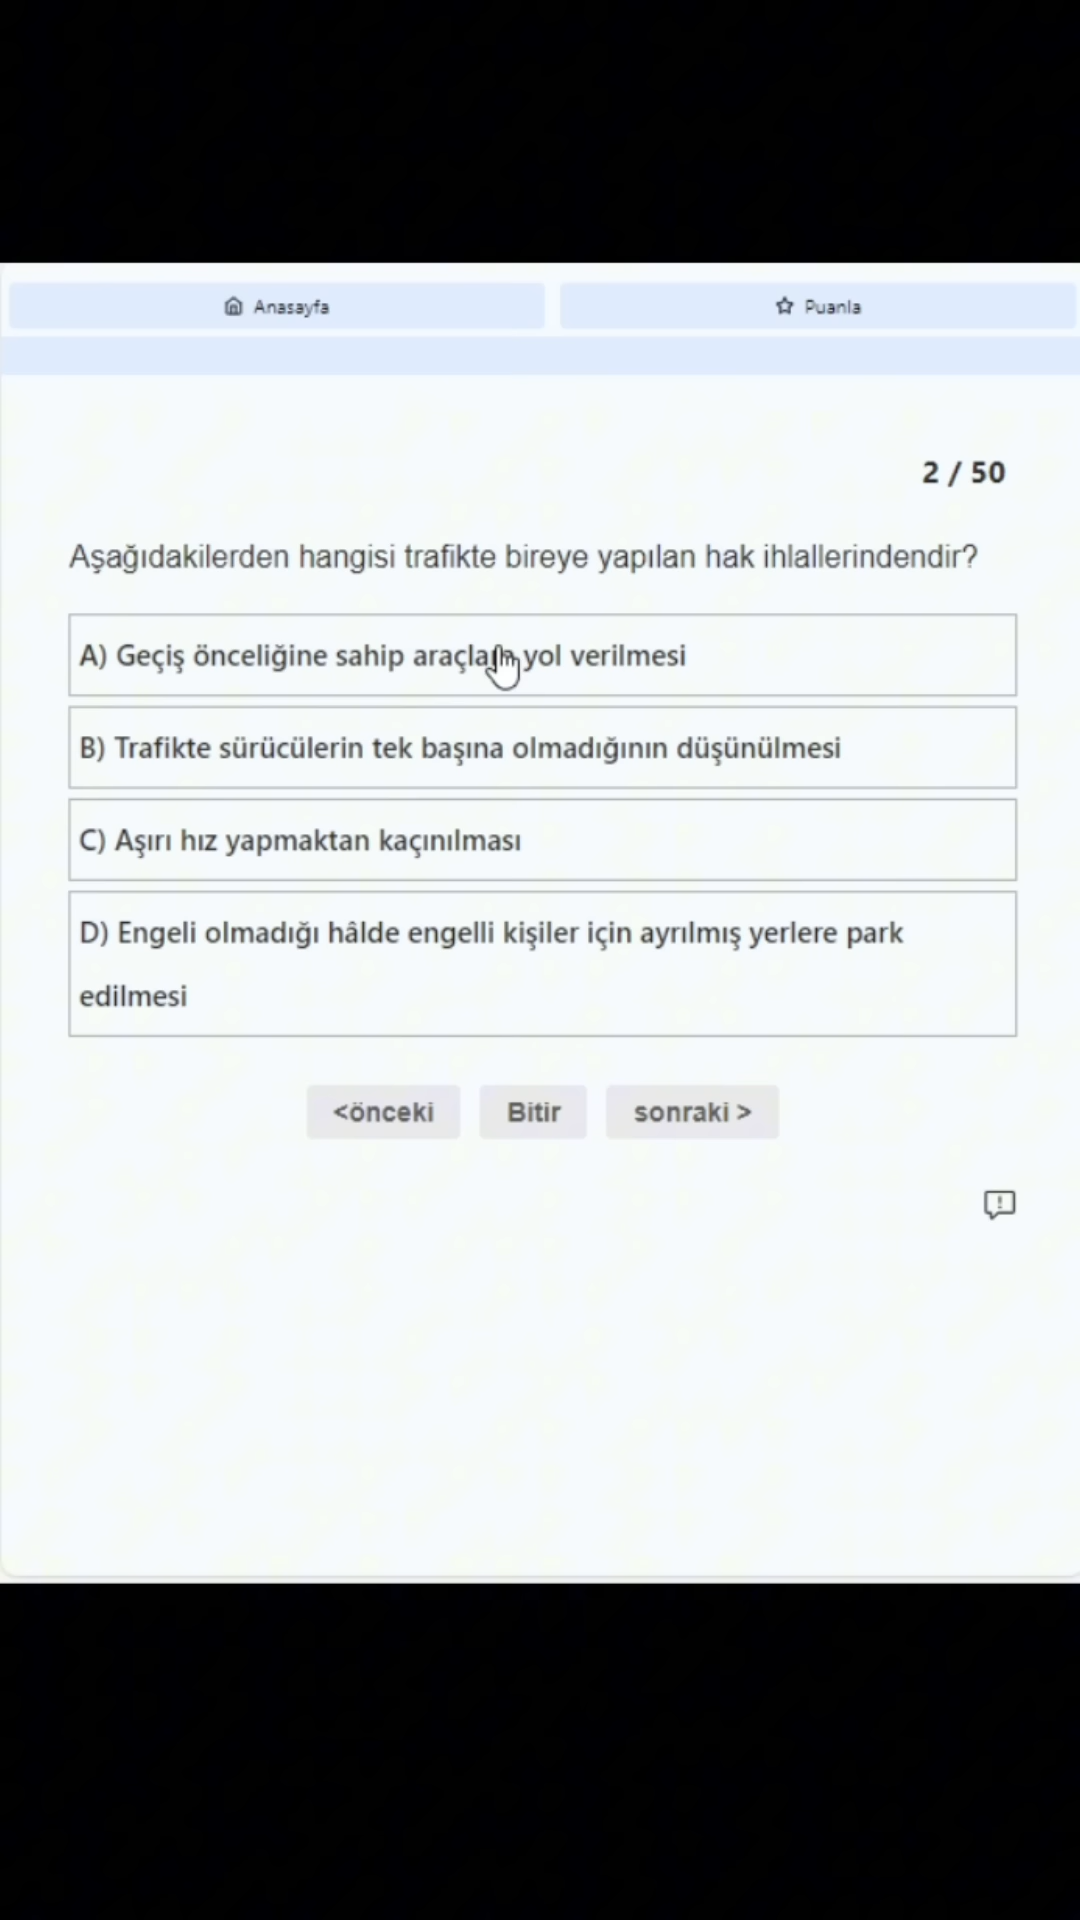 Anasayfa
Puanla
2 / 50
Aşağıdakilerden hangisi trafikte bireye yapılan hak ihlallerindendir?
A) Geçiş önceliğine sahip araçlara yol verilmesi
B) Trafikte sürücülerin tek başına olmadığının düşünülmesi
C) Aşırı hız yapmaktan kaçınılması
D) Engeli olmadığı hâlde engelli kişiler için ayrılmış yerlere park
edilmesi
<önceki
Bitir
sonraki >